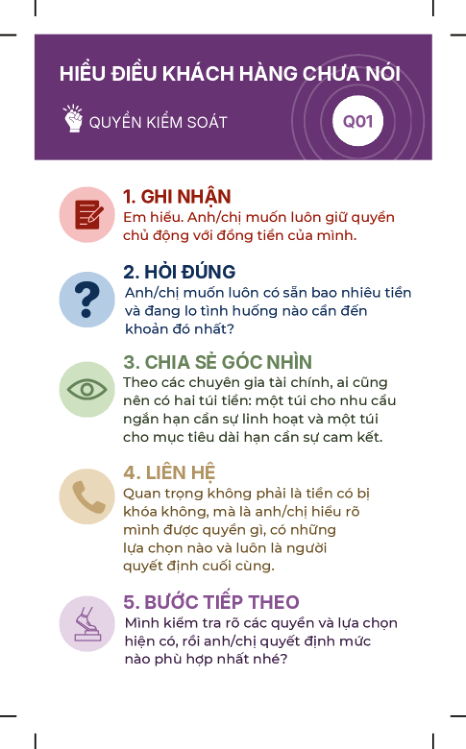 HIỂU ĐIỀU KHÁCH HÀNG CHƯA NÓI
QUYỀN KIỂM SOÁT
Q01
1. GHI NHẬN
Em hiểu. Anh/chị muốn luôn giữ quyền
chủ động với đồng tiền của mình.
2. HỎI ĐÚNG
Anh/chị muốn luôn có sẵn bao nhiêu tiền
và đang lo tình huống nào cần đến
khoản đó nhất?
3. CHIA SẺ GÓC NHÌN
Theo các chuyên gia tài chính, ai cũng
nên có hai túi tiền: một túi cho nhu cầu
ngắn hạn cần sự linh hoạt và một túi
cho mục tiêu dài hạn cần sự cam kết.
4. LIÊN HỆ
Quan trọng không phải là tiền có bị
khóa không, mà là anh/chị hiểu rõ
mình được quyền gì, có những
lựa chọn nào và luôn là người
quyết định cuối cùng.
5. BƯỚC TIẾP THEO
Mình kiểm tra rõ các quyền và lựa chọn
hiện có, rồi anh/chị quyết định mức
nào phù hợp nhất nhé?